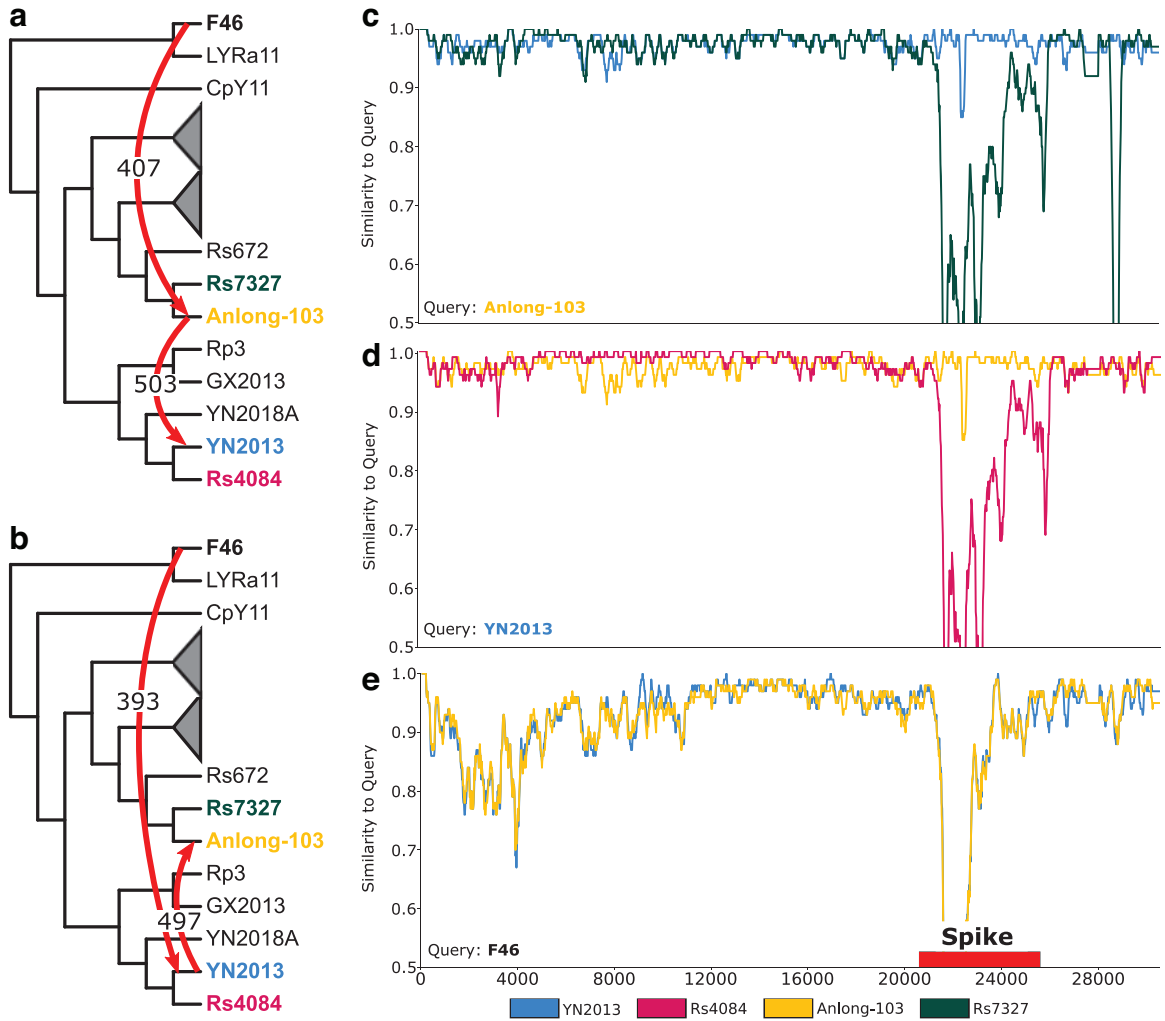 a
F46
LYRa11
CpY11
407
Rs672
Rs7327
Anlong-103
Rp3
GX2013
503
YN2018A
YN2013
Rs4084
b
F46
LYRa11
CpY11
393
Rs672
Rs7327
Anlong-103
Rp3
GX2013
497
YN2018A
YN2013
Rs4084
c
Similarity to Query
1.0
0.9
0.8
0.7
0.6
0.5
Query: Anlong-103
d
Similarity to Query
1.0
0.9
0.8
0.7
0.6
0.5
Query: YN2013
e
Similarity to Query
1.0
0.9
0.8
0.7
0.6
0.5
Query: F46
Spike
0 4000 8000 12000 16000 20000 24000 28000
YN2013 Rs4084 Anlong-103 Rs7327